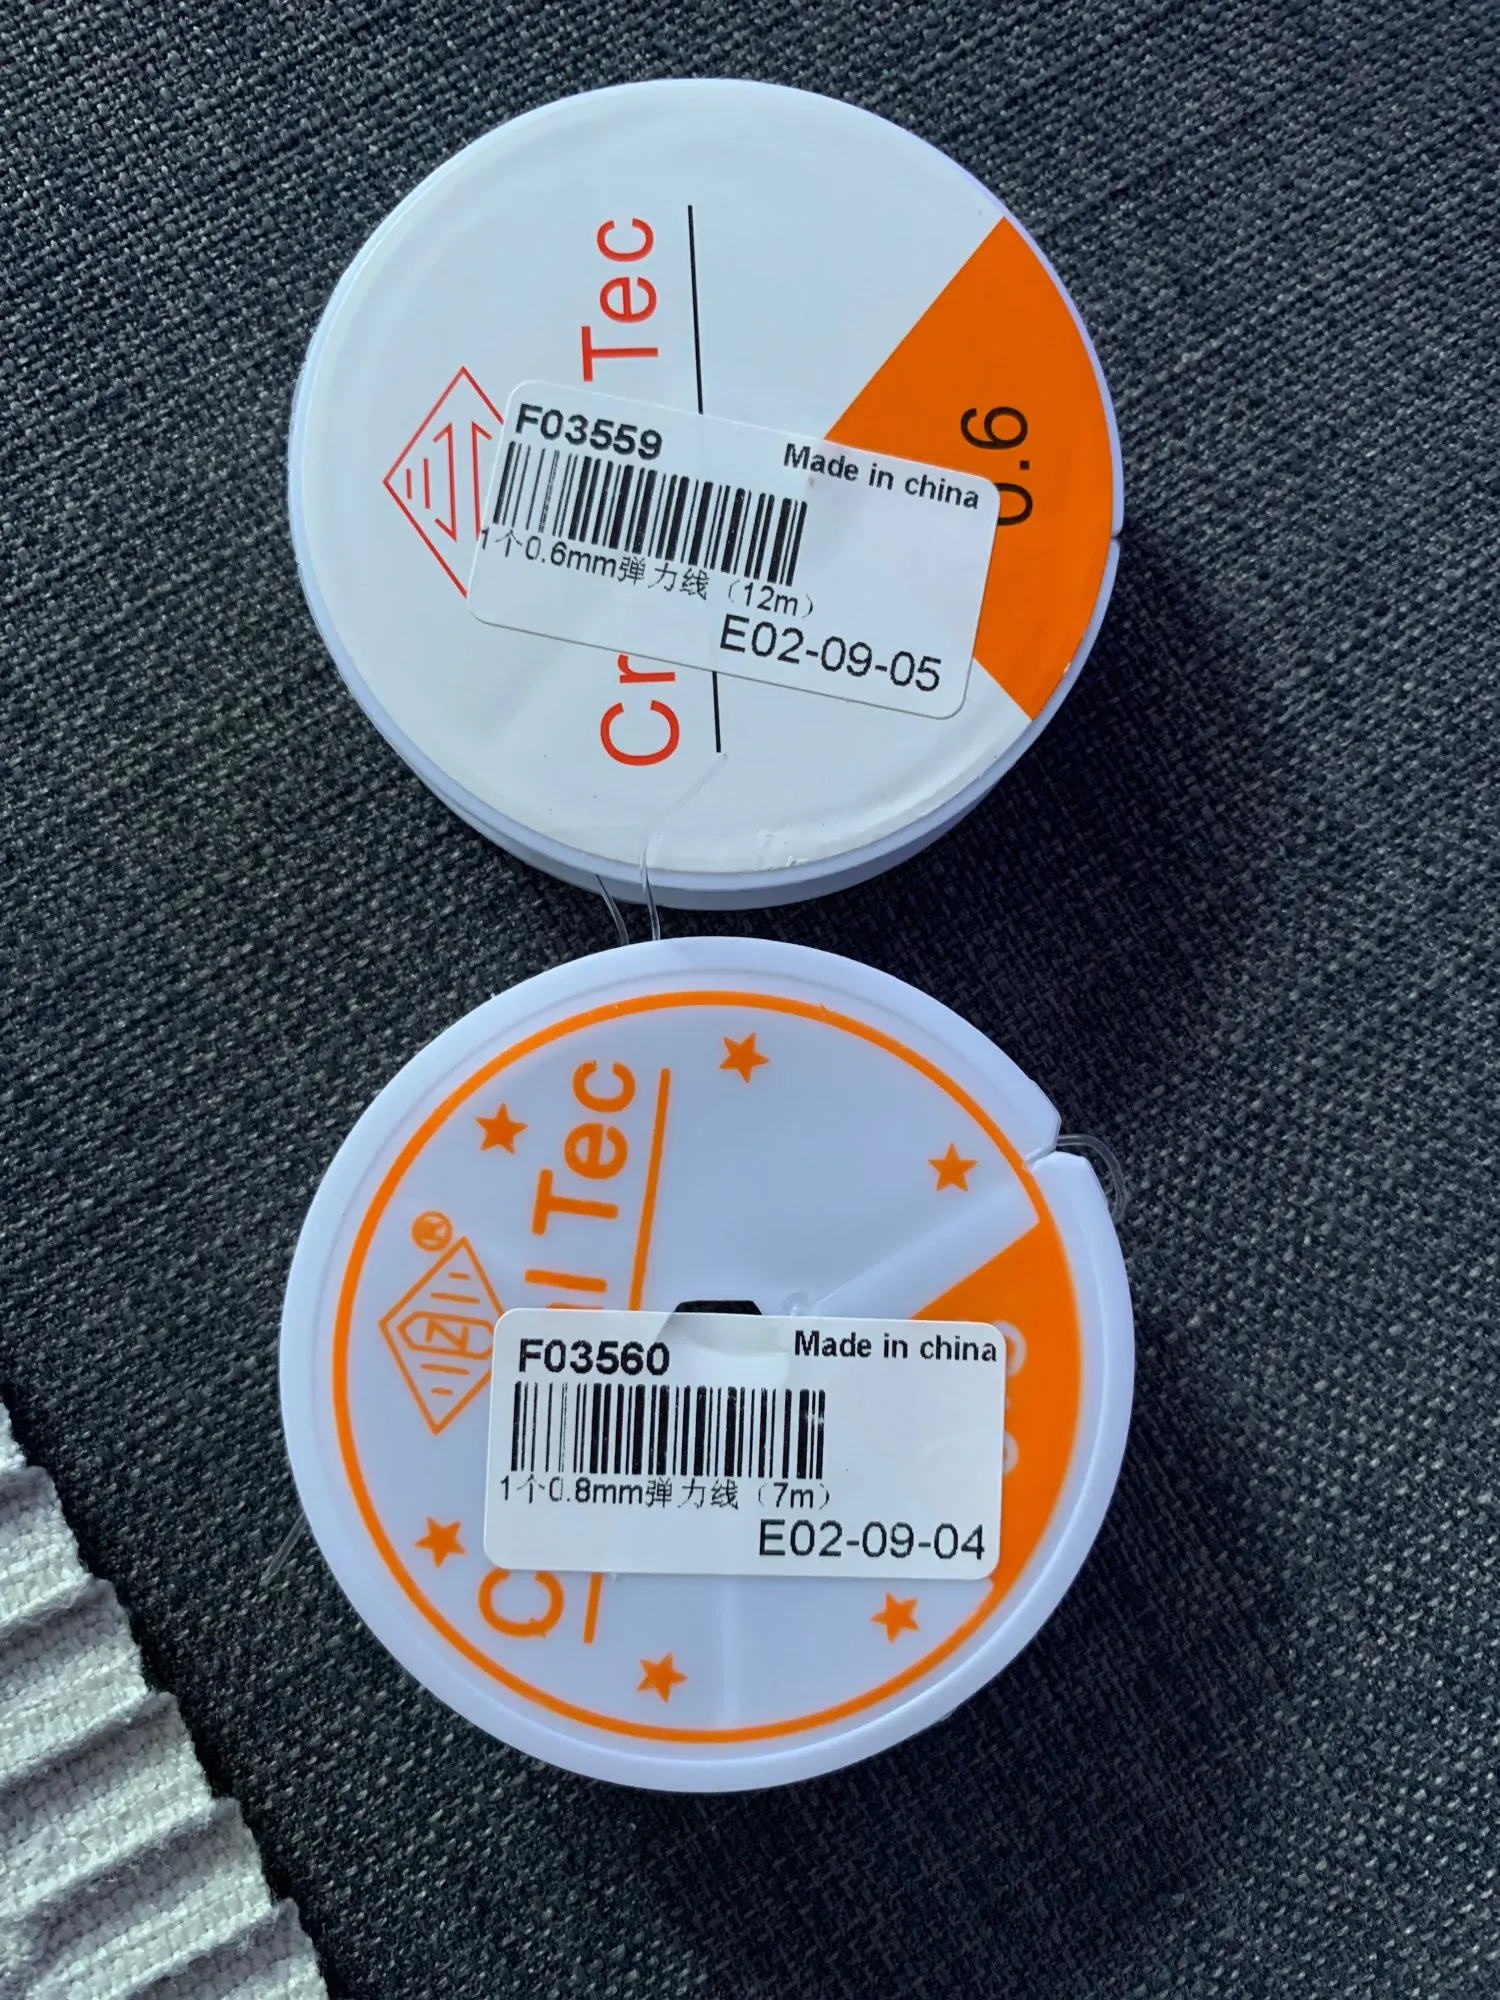 Cr
Tec
0.6
F03559
Made in china
1个0.6mm弹力线（12m）
E02-09-05
Tec
®
F03560
Made in china
1个0.8mm弹力线（7m）
E02-09-04